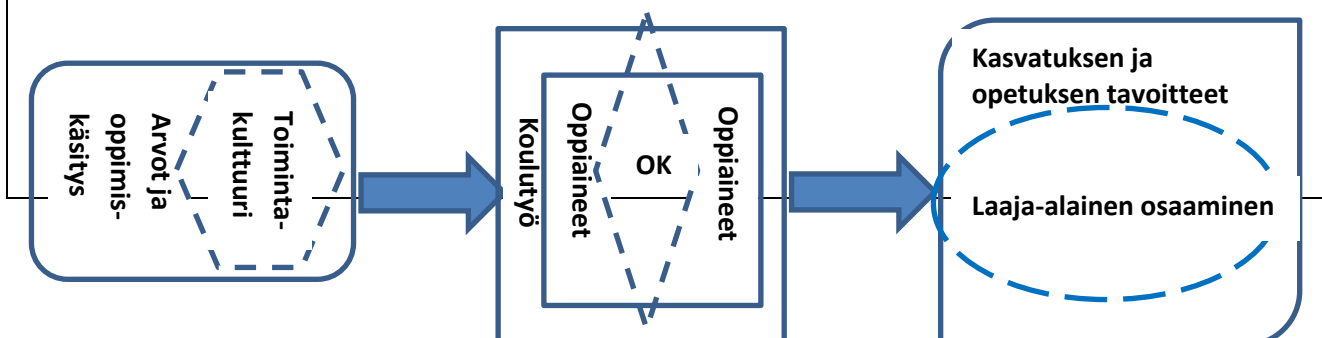 Arvot ja
oppimis-
käsitys
Toiminta-
kulttuuri
Koulutyö
Oppiaineet
OK
Oppiaineet
Kasvatuksen ja
opetuksen tavoitteet
Laaja-alainen osaaminen